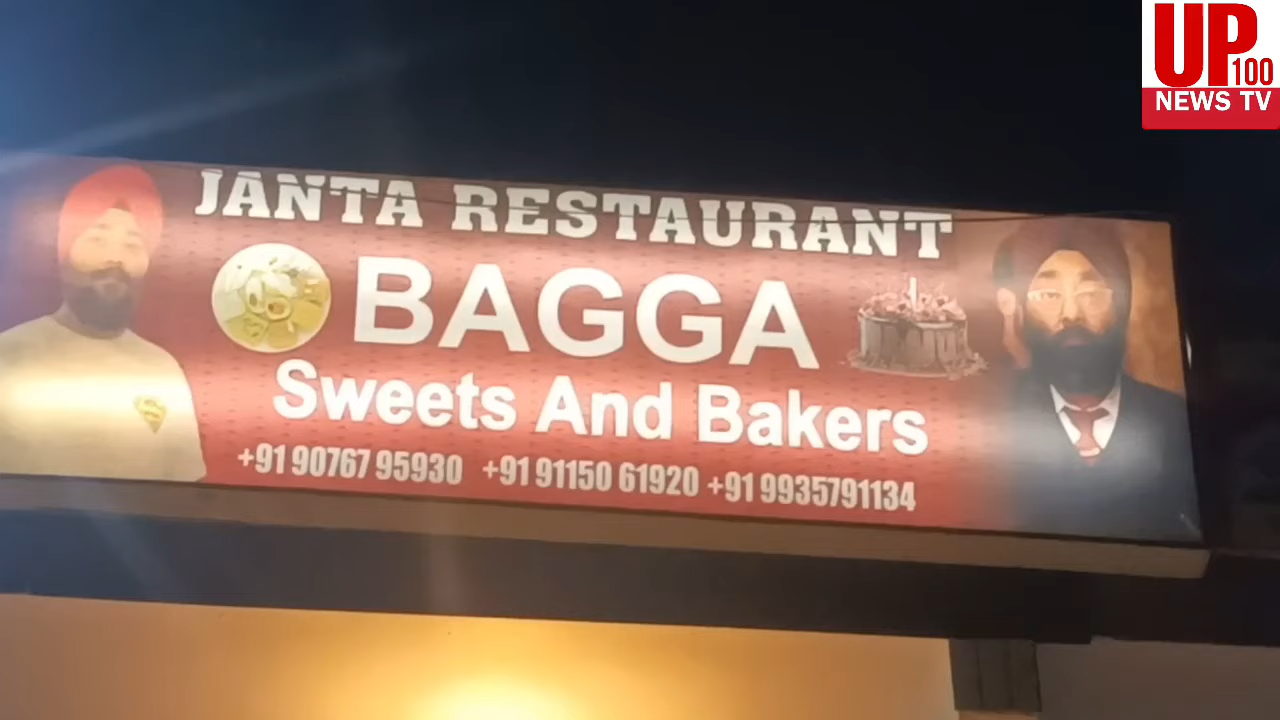 UP
100
NEWS TV
JANTA RESTAURANT
BAGGA
Sweets And Bakers
+91 90767 95930 +91 91150 61920 +91 9935791134